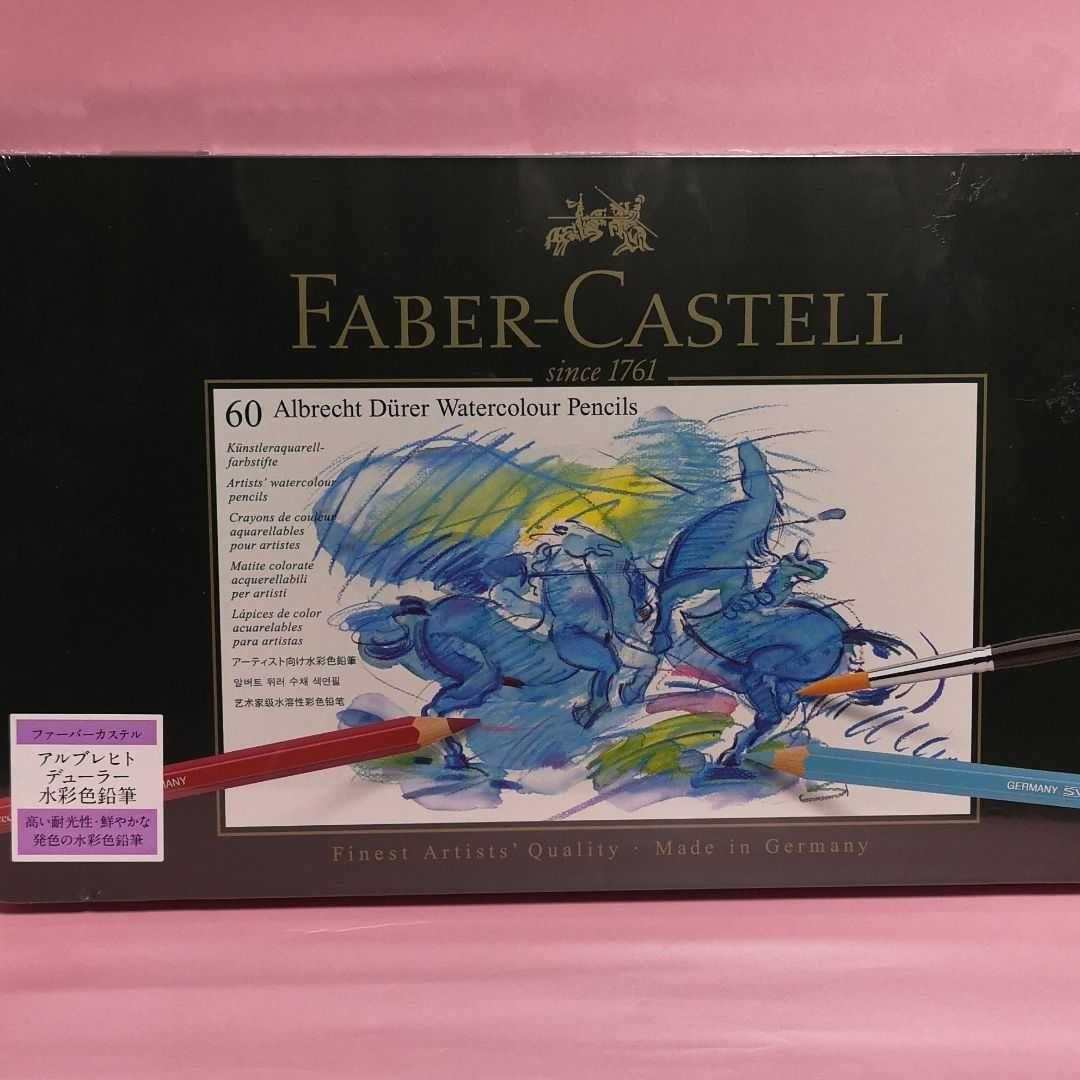 FABER-CASTELL
since 1761
60 Albrecht Dürer Watercolour Pencils
Künstleraquarell-
farbstifte
Artists' watercolour
pencils
Crayons de couleur
aquarellables
pour artistes
Matite colorate
acquerellabili
per artisti
Lápices de color
acuarelables
para artistas
アーティスト向け水彩色鉛筆
알버트 뒤러 수채 색연필
艺术家级水溶性彩色铅笔
ファーバーカステル
アルブレヒト
デューラー
水彩色鉛筆
高い耐光性・鮮やかな
発色の水彩色鉛筆
MANY
GERMANY
Finest Artists' Quality · Made in Germany